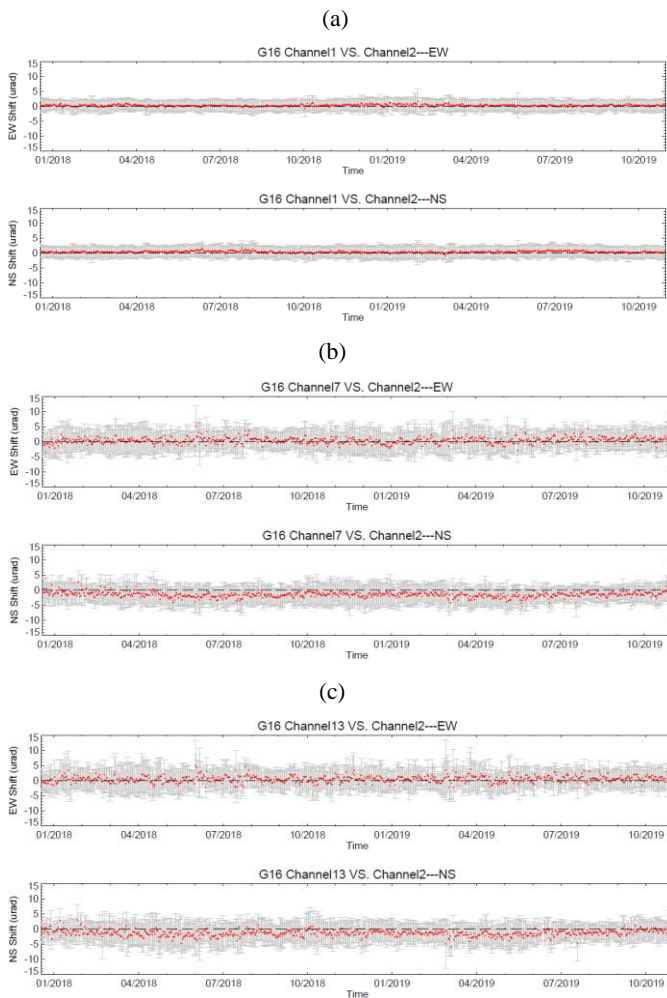 (a)
G16 Channel1 VS. Channel2---EW
EW Shift (urad)
15
10
5
0
-5
-10
-15
01/2018 04/2018 07/2018 10/2018 01/2019 04/2019 07/2019 10/2019
Time
G16 Channel1 VS. Channel2---NS
NS Shift (urad)
15
10
5
0
-5
-10
-15
01/2018 04/2018 07/2018 10/2018 01/2019 04/2019 07/2019 10/2019
Time
(b)
G16 Channel7 VS. Channel2---EW
EW Shift (urad)
15
10
5
0
-5
-10
-15
01/2018 04/2018 07/2018 10/2018 01/2019 04/2019 07/2019 10/2019
Time
G16 Channel7 VS. Channel2---NS
NS Shift (urad)
15
10
5
0
-5
-10
-15
01/2018 04/2018 07/2018 10/2018 01/2019 04/2019 07/2019 10/2019
Time
(c)
G16 Channel13 VS. Channel2---EW
EW Shift (urad)
15
10
5
0
-5
-10
-15
01/2018 04/2018 07/2018 10/2018 01/2019 04/2019 07/2019 10/2019
Time
G16 Channel13 VS. Channel2---NS
NS Shift (urad)
15
10
5
0
-5
-10
-15
01/2018 04/2018 07/2018 10/2018 01/2019 04/2019 07/2019 10/2019
Time